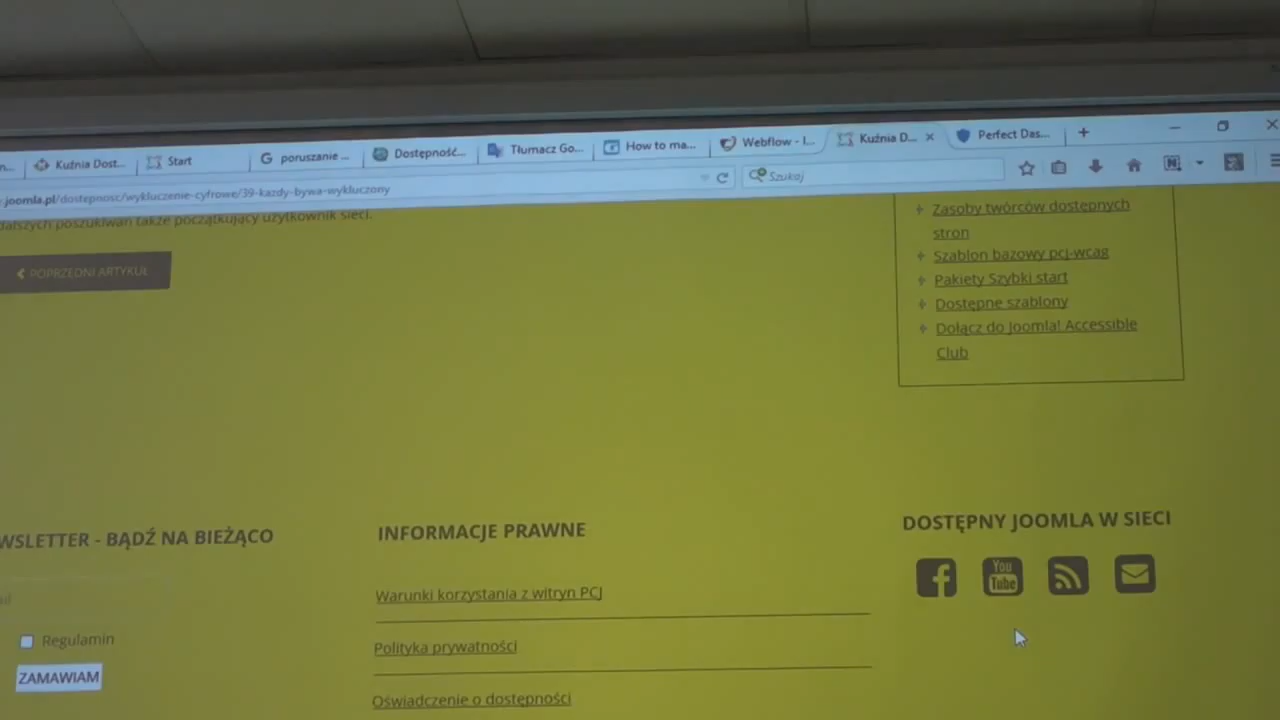 Kuźnia Dost...
Start
poruszanie ...
Dostępność...
Tłumacz Go...
How to ma...
Webflow - I...
Kuźnia D...
Perfect Das...
joomla.pl/dostepnosc/wykluczenie-cyfrowe/39-kazdy-bywa-wykluczony
Szukaj
dalszych poszukiwań także początkujący użytkownik sieci.
POPRZEDNI ARTYKUŁ
Zasoby twórców dostępnych
stron
Szablon bazowy pcj-wcag
Pakiety Szybki start
Dostępne szablony
Dołącz do Joomla! Accessible
Club
WSLETTER - BĄDŹ NA BIEŻĄCO
Regulamin
ZAMAWIAM
INFORMACJE PRAWNE
Warunki korzystania z witryn PCJ
Polityka prywatności
Oświadczenie o dostępności
DOSTĘPNY JOOMLA W SIECI
You
Tube